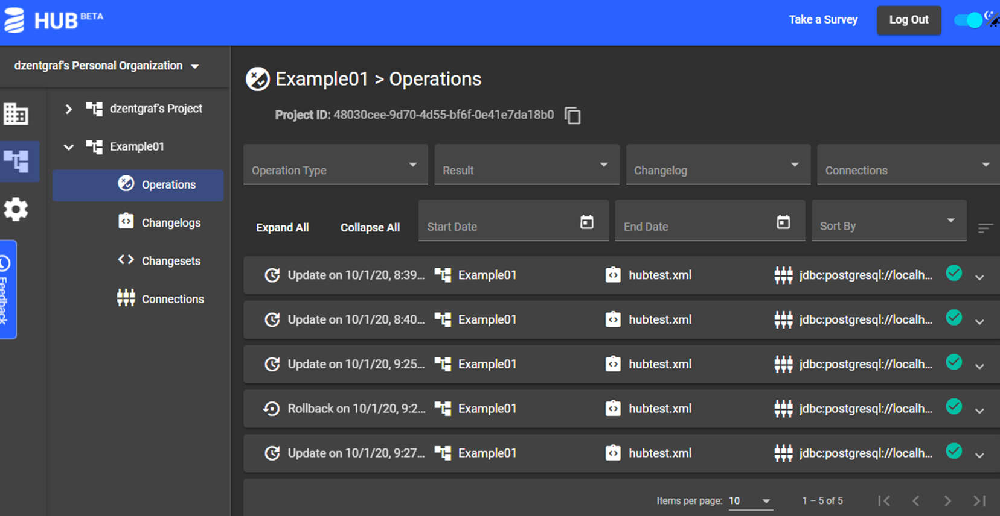 HUB BETA
Take a Survey
Log Out
dzentgraf's Personal Organization
dzentgraf's Project
Example01
Operations
Changelogs
Changesets
Connections
Feedback
Example01 > Operations
Project ID: 48030cee-9d70-4d55-bf6f-0e41e7da18b0
Operation Type Result Changelog Connections
Expand All Collapse All Start Date End Date Sort By
Update on 10/1/20, 8:39... Example01 hubtest.xml jdbc:postgresql://localh...
Update on 10/1/20, 8:40... Example01 hubtest.xml jdbc:postgresql://localh...
Update on 10/1/20, 9:25... Example01 hubtest.xml jdbc:postgresql://localh...
Rollback on 10/1/20, 9:2... Example01 hubtest.xml jdbc:postgresql://localh...
Update on 10/1/20, 9:27... Example01 hubtest.xml jdbc:postgresql://localh...
Items per page: 10 1 – 5 of 5